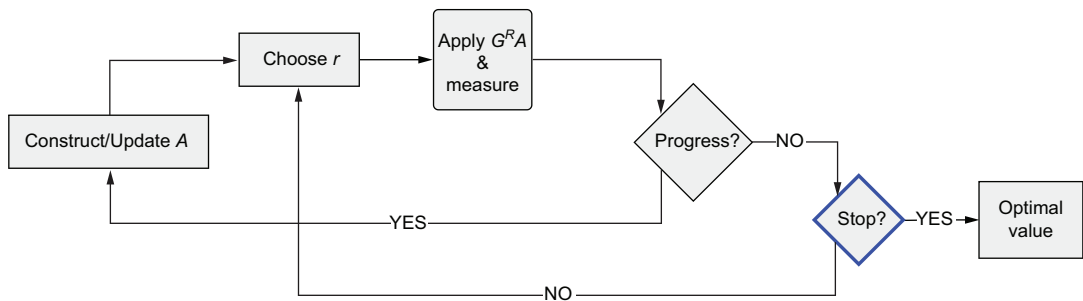 Choose r
Apply G^R A
&
measure
Construct/Update A
Progress?
NO
YES
Stop?
YES
Optimal
value
NO